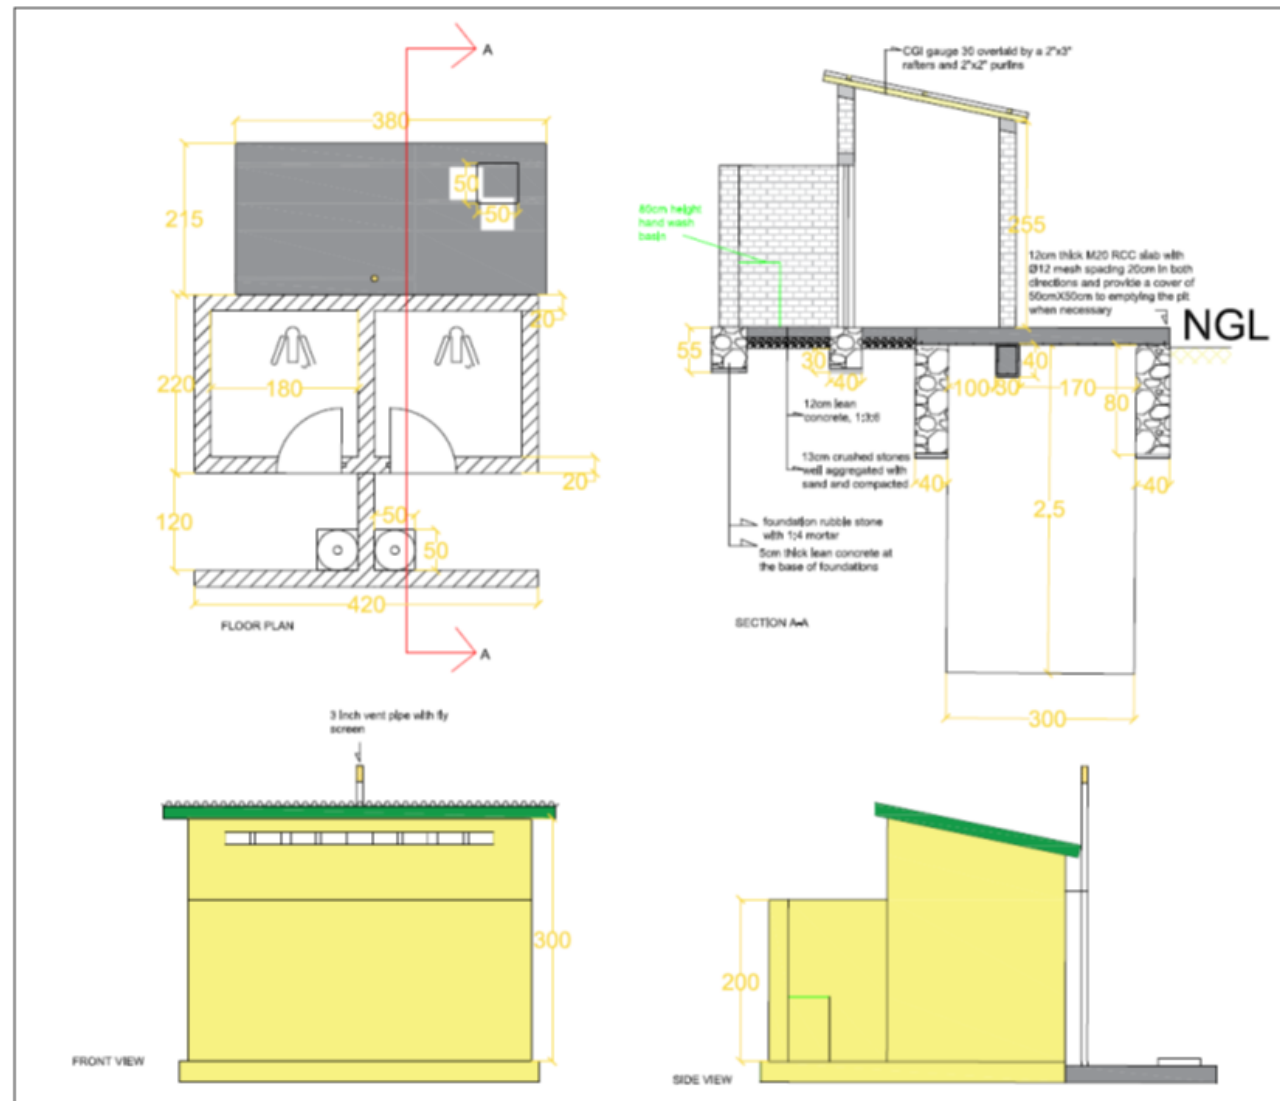 A
380
50
50
215
20
220
180
20
120
50
50
420
FLOOR PLAN
A
CGI gauge 30 overlaid by a 2"x3"
rafters and 2"x2" purlins
85cm height
hand wash
basin
255
12cm thick M20 RCC slab with
Ø12 mesh spacing 20cm in both
directions and provide a cover of
50cmX50cm to emptying the pit
when necessary
NGL
55
30
40
40
100
30
170
80
12cm lean
concrete, 1:3:6
13cm crushed stones
well aggregated with
sand and compacted
40
40
2.5
foundation rubble stone
with 1:4 mortar
5cm thick lean concrete at
the base of foundations
SECTION A-A
300
3 inch vent pipe with fly
screen
300
FRONT VIEW
200
SIDE VIEW